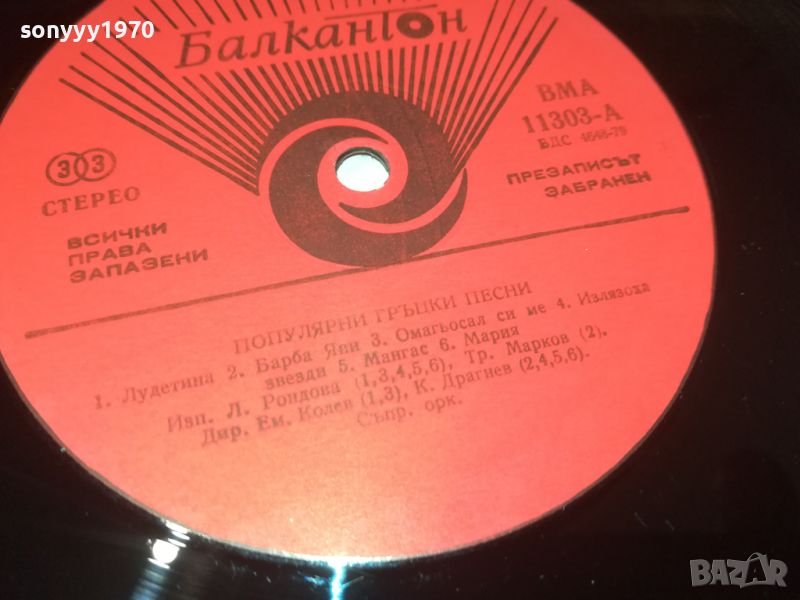 sonyyy1970
Балкантон
ВМА
11303-А
БДС 4648-79
33
СТЕРЕО
ПРЕЗАПИСЪТ
ЗАБРАНЕН
ВСИЧКИ
ПРАВА
ЗАПАЗЕНИ
ПОПУЛЯРНИ ГРЪЦКИ ПЕСНИ
1. Лудетина 2. Барба Яни 3. Омагьосал си ме 4. Излязоха
звезди 5. Мангас 6. Мария
Изп. Л. Рондова (1,3,4,5,6), Тр. Марков (2).
Дир. Ем. Колев (1,3), К. Драгнев (2,4,5,6).
Съпр. орк.
BAZAR